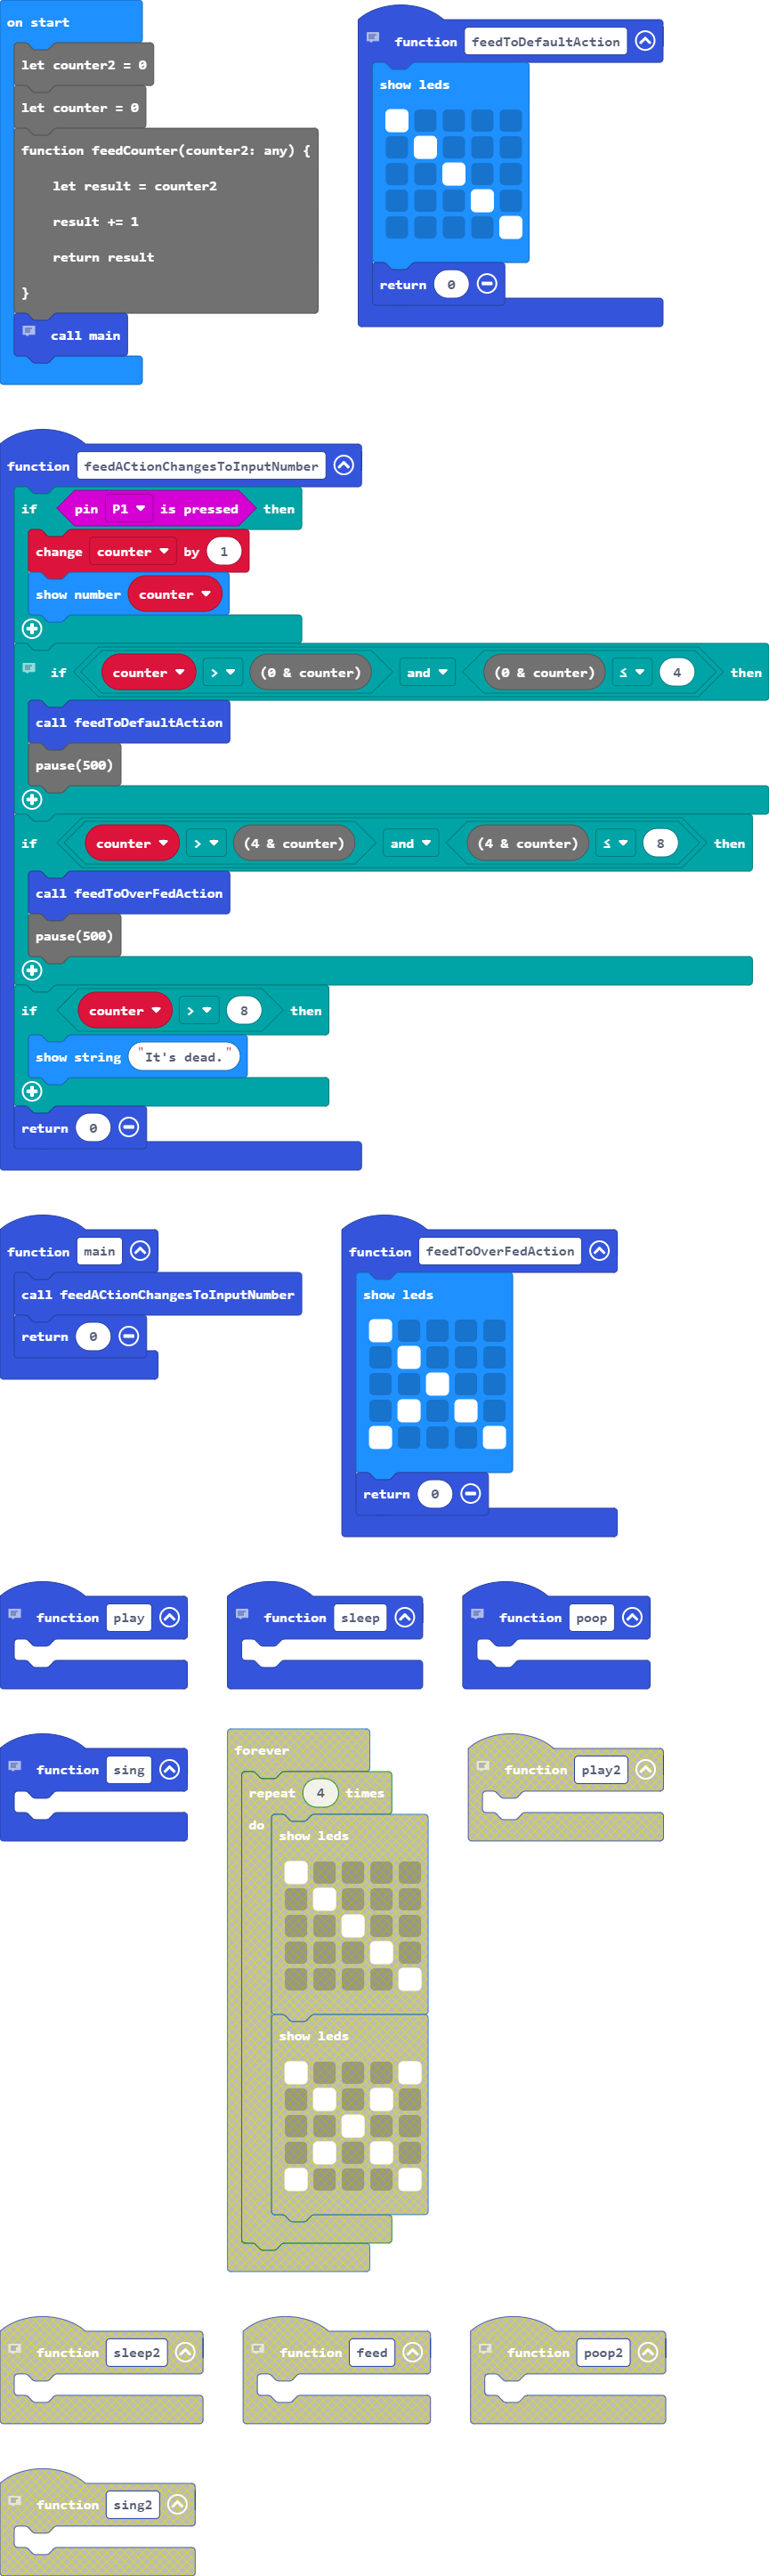 on start
let counter2 = 0
let counter = 0
function feedCounter(counter2: any) {
let result = counter2
result += 1
return result
}
call main
function feedToDefaultAction
show leds
return 0
function feedACtionChangesToInputNumber
if pin P1 is pressed then
change counter by 1
show number counter
if counter > (0 & counter) and (0 & counter) ≤ 4 then
call feedToDefaultAction
pause(500)
if counter > (4 & counter) and (4 & counter) ≤ 8 then
call feedToOverFedAction
pause(500)
if counter > 8 then
show string "It's dead."
return 0
function main
call feedACtionChangesToInputNumber
return 0
function feedToOverFedAction
show leds
return 0
function play
function sleep
function poop
function sing
forever
repeat 4 times
do
show leds
show leds
function play2
function sleep2
function feed
function poop2
function sing2